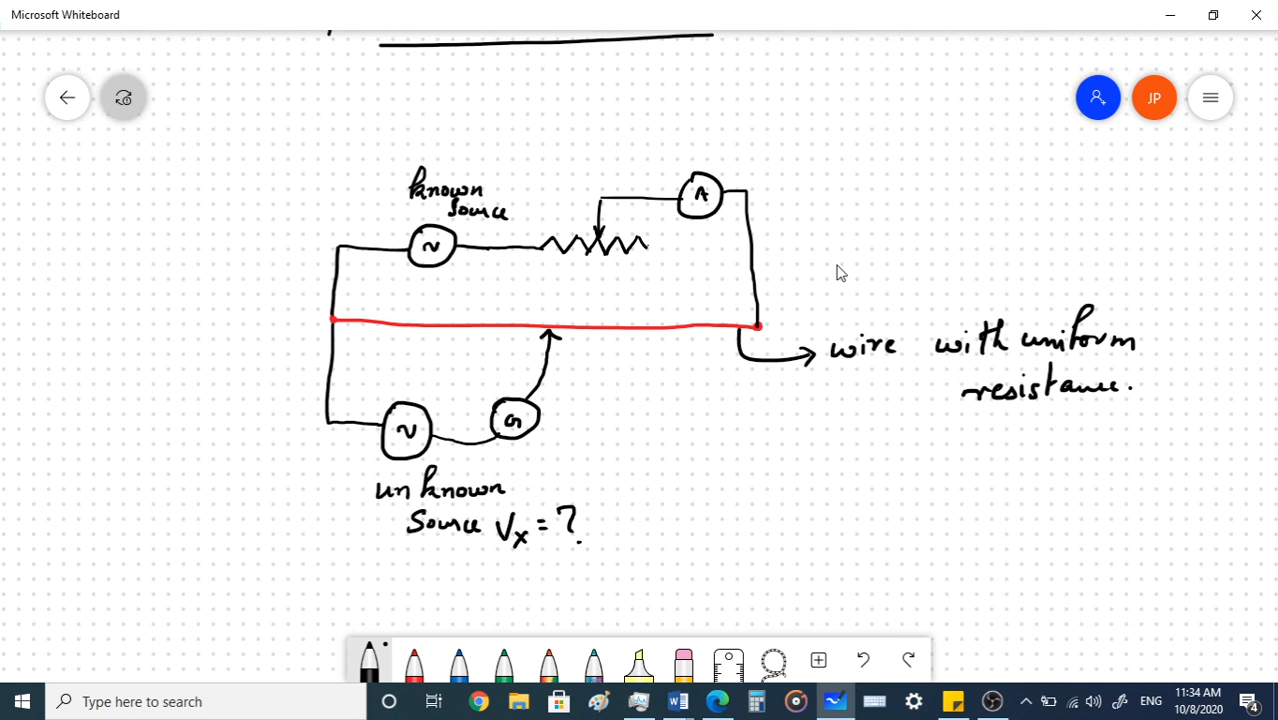 Microsoft Whiteboard
JP
known
source
A
~
wire with uniform
resistance.
~
G
unknown
Source Vx = ?
Type here to search
ENG
11:34 AM
10/8/2020
4